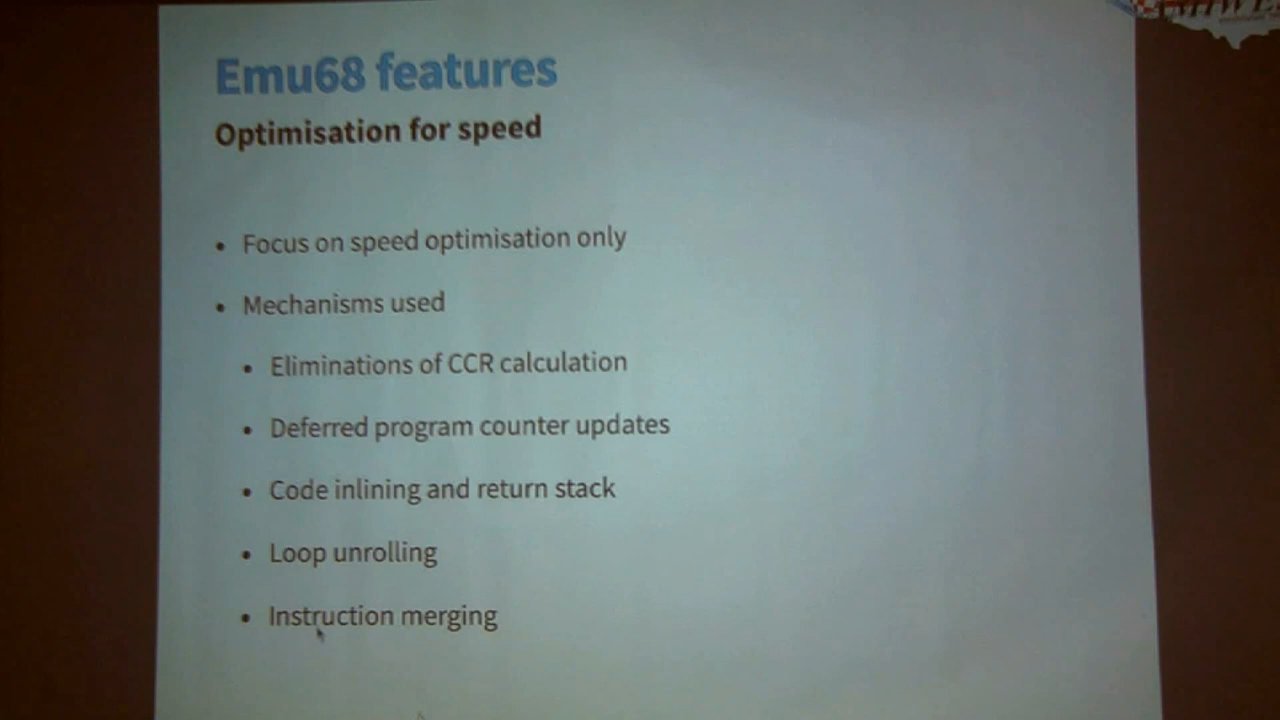 Emu68 features
Optimisation for speed
• Focus on speed optimisation only
• Mechanisms used
• Eliminations of CCR calculation
• Deferred program counter updates
• Code inlining and return stack
• Loop unrolling
• Instruction merging